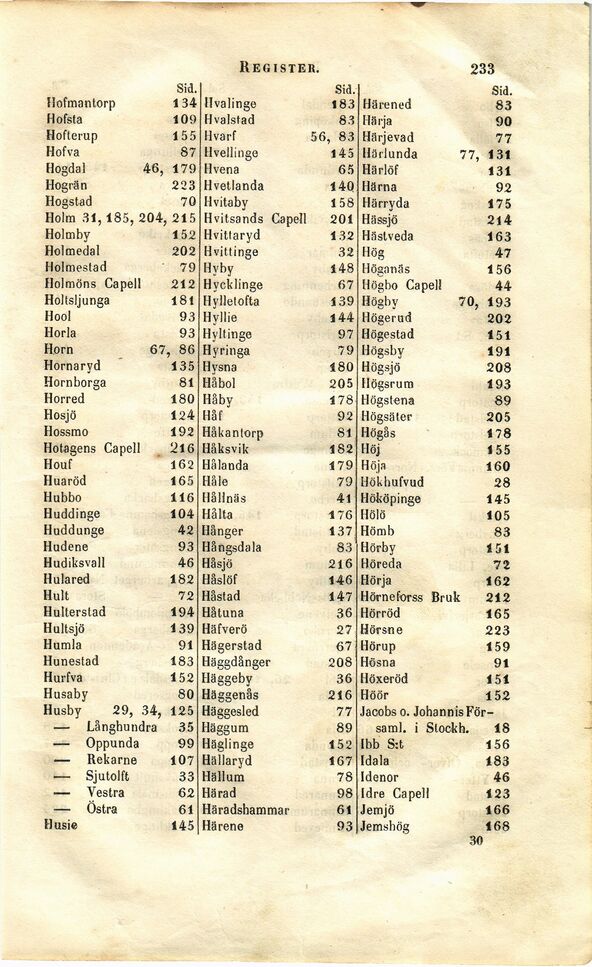 REGISTER. 233
Sid.
Hofmantorp 134
Hofsta 109
Hofterup 155
Hofva 87
Hogdal 46, 179
Hogrän 223
Hogstad 70
Holm 31, 185, 204, 215
Holmby 152
Holmedal 202
Holmestad 79
Holmöns Capell 212
Holtsljunga 181
Hool 93
Horla 93
Horn 67, 86
Hornaryd 135
Hornborga 81
Horred 180
Hosjö 124
Hossmo 192
Hotagens Capell 216
Houf 162
Huaröd 165
Hubbo 116
Huddinge 104
Huddunge 42
Hudene 93
Hudiksvall 46
Hulared 182
Hult 72
Hulterstad 194
Hultsjö 139
Humla 91
Hunestad 183
Hurfva 152
Husaby 80
Husby 29, 34, 125
— Långhundra 35
— Oppunda 99
— Rekarne 107
— Sjutolft 33
— Vestra 62
— Östra 61
Husie 145
Sid.
Hvalinge 183
Hvalstad 83
Hvarf 56, 83
Hvellinge 145
Hvena 65
Hvetlanda 140
Hvitaby 158
Hvitsands Capell 201
Hvittaryd 132
Hvittinge 32
Hyby 148
Hycklinge 67
Hylletofta 139
Hyllie 144
Hyltinge 97
Hyringa 79
Hysna 180
Håbol 205
Håby 178
Håf 92
Håkantorp 81
Håksvik 182
Hålanda 179
Håle 79
Hållnäs 41
Hålta 176
Hånger 137
Hångsdala 83
Håsjö 216
Håslöf 146
Håstad 147
Håtuna 36
Häfverö 27
Hägerstad 67
Häggdånger 208
Häggeby 36
Häggenås 216
Häggesled 77
Häggum 89
Häglinge 152
Hällaryd 167
Hällum 78
Härad 98
Häradshammar 61
Härene 93
Sid.
Härened 83
Härja 90
Härjevad 77
Härlunda 77, 131
Härlöf 131
Härna 92
Härryda 175
Hässjö 214
Hästveda 163
Hög 47
Höganäs 156
Högbo Capell 44
Högby 70, 193
Högerud 202
Högestad 151
Högsby 191
Högsjö 208
Högsrum 193
Högstena 89
Högsäter 205
Högås 178
Höj 155
Höja 160
Hökhufvud 28
Hököpinge 145
Hölö 105
Hömb 83
Hörby 151
Höreda 72
Hörja 162
Hörneforss Bruk 212
Hörröd 165
Hörsne 223
Hörup 159
Hösna 91
Höxeröd 151
Höör 152
Jacobs o. Johannis För-
saml. i Stockh. 18
Ibb S:t 156
Idala 183
Idenor 46
Idre Capell 123
Jemjö 166
Jemshög 168
30